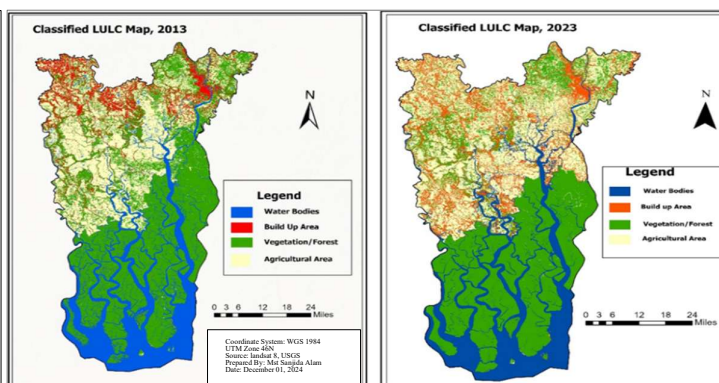 Classified LULC Map, 2013
N
Legend
Water Bodies
Build Up Area
Vegetation/Forest
Agricultural Area
0 3 6 12 18 24
Miles
Coordinate System: WGS 1984
UTM Zone 46N
Source: landsat 8, USGS
Prepared By: Mst Sanjida Alam
Date: December 01, 2024
Classified LULC Map, 2023
N
Legend
Water Bodies
Build up Area
Vegetation/Forest
Agricultural Area
0 3 6 12 18 24
Miles